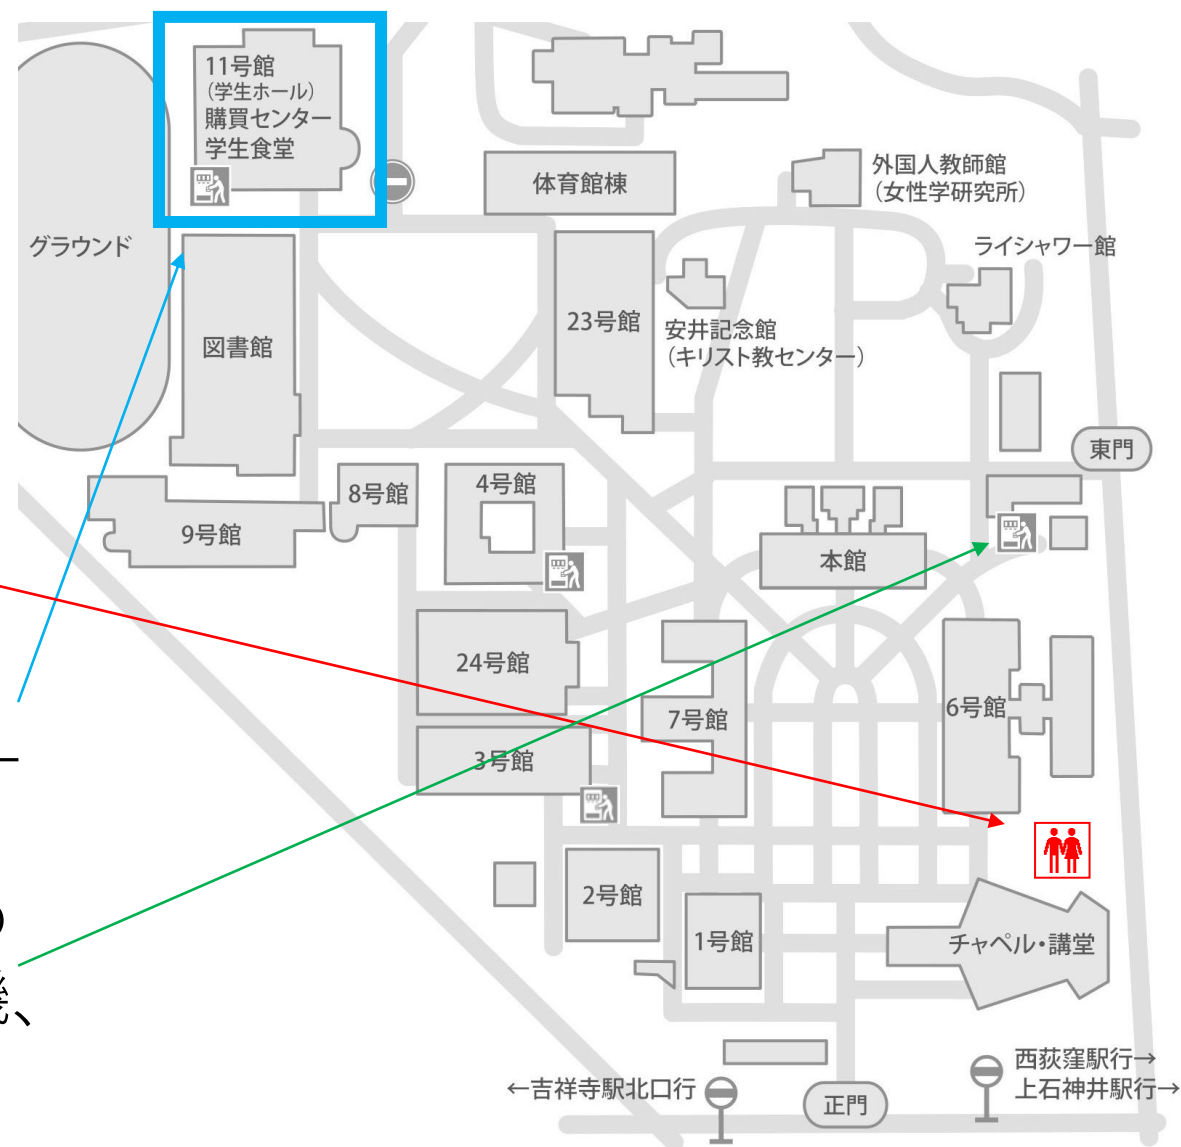 11号館
（学生ホール）
購買センター
学生食堂
体育館棟
外国人教師館
（女性学研究所）
グラウンド
ライシャワー館
図書館
23号館
安井記念館
（キリスト教センター）
東門
8号館
4号館
9号館
本館
24号館
6号館
7号館
3号館
2号館
1号館
チャペル・講堂
←吉祥寺駅北口行
正門
西荻窪駅行→
上石神井駅行→